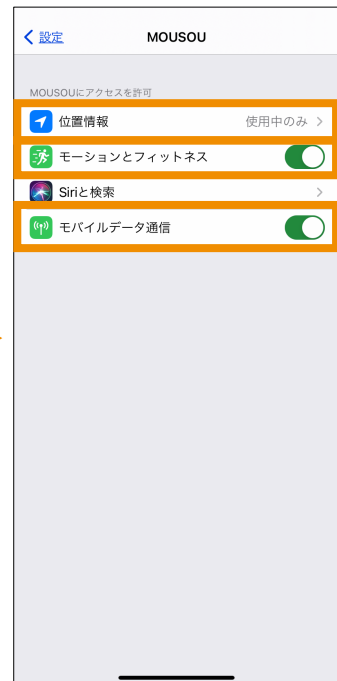 設定 MOUSOU
MOUSOUにアクセスを許可
位置情報 使用中のみ
モーションとフィットネス
Siriと検索
モバイルデータ通信